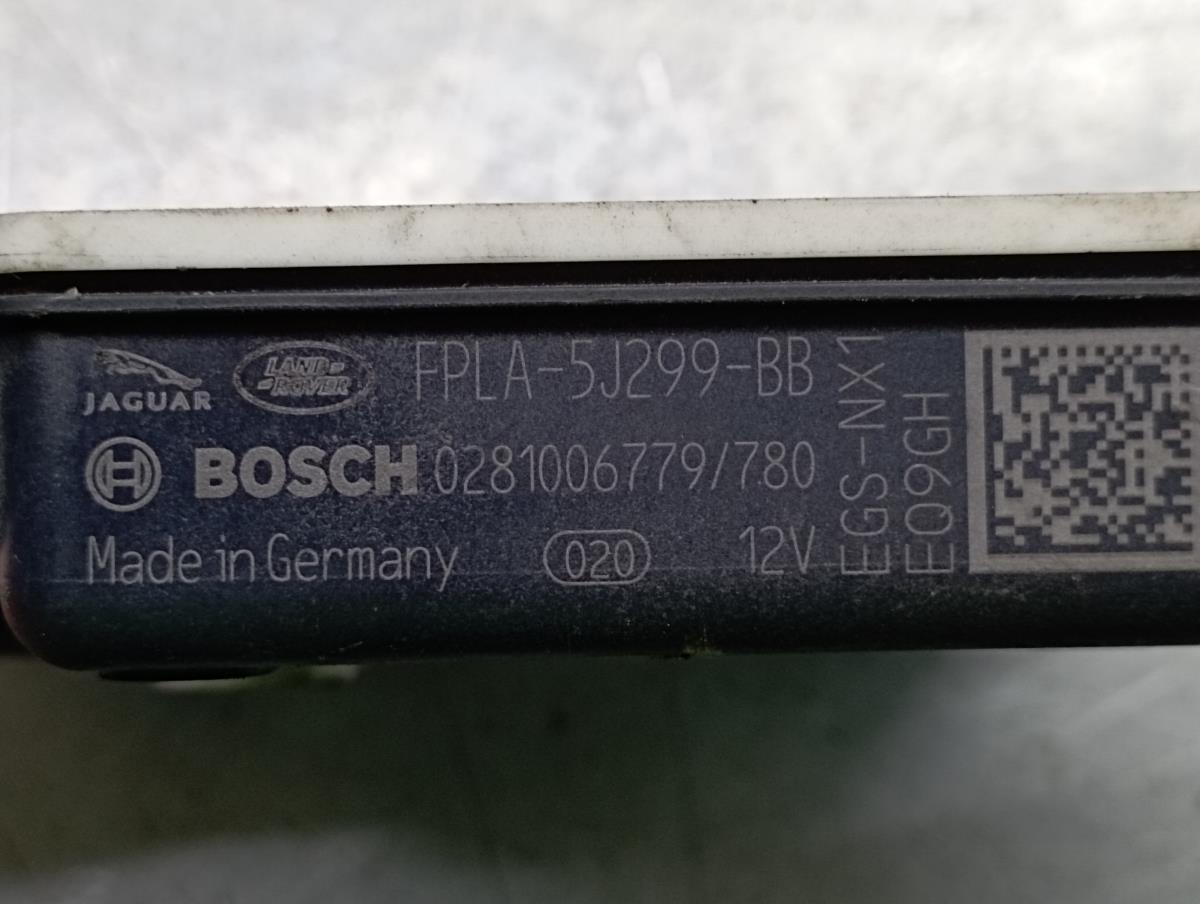 JAGUAR LAND ROVER FPLA-5J299-BB
BOSCH 0281006779/780
Made in Germany 020 12V
EGS-NX1
EQ9GH